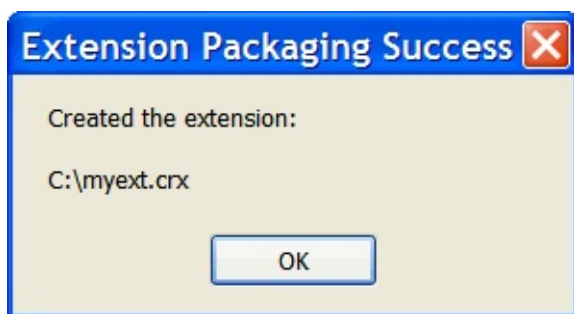 Extension Packaging Success
Created the extension:
C:\myext.crx
OK